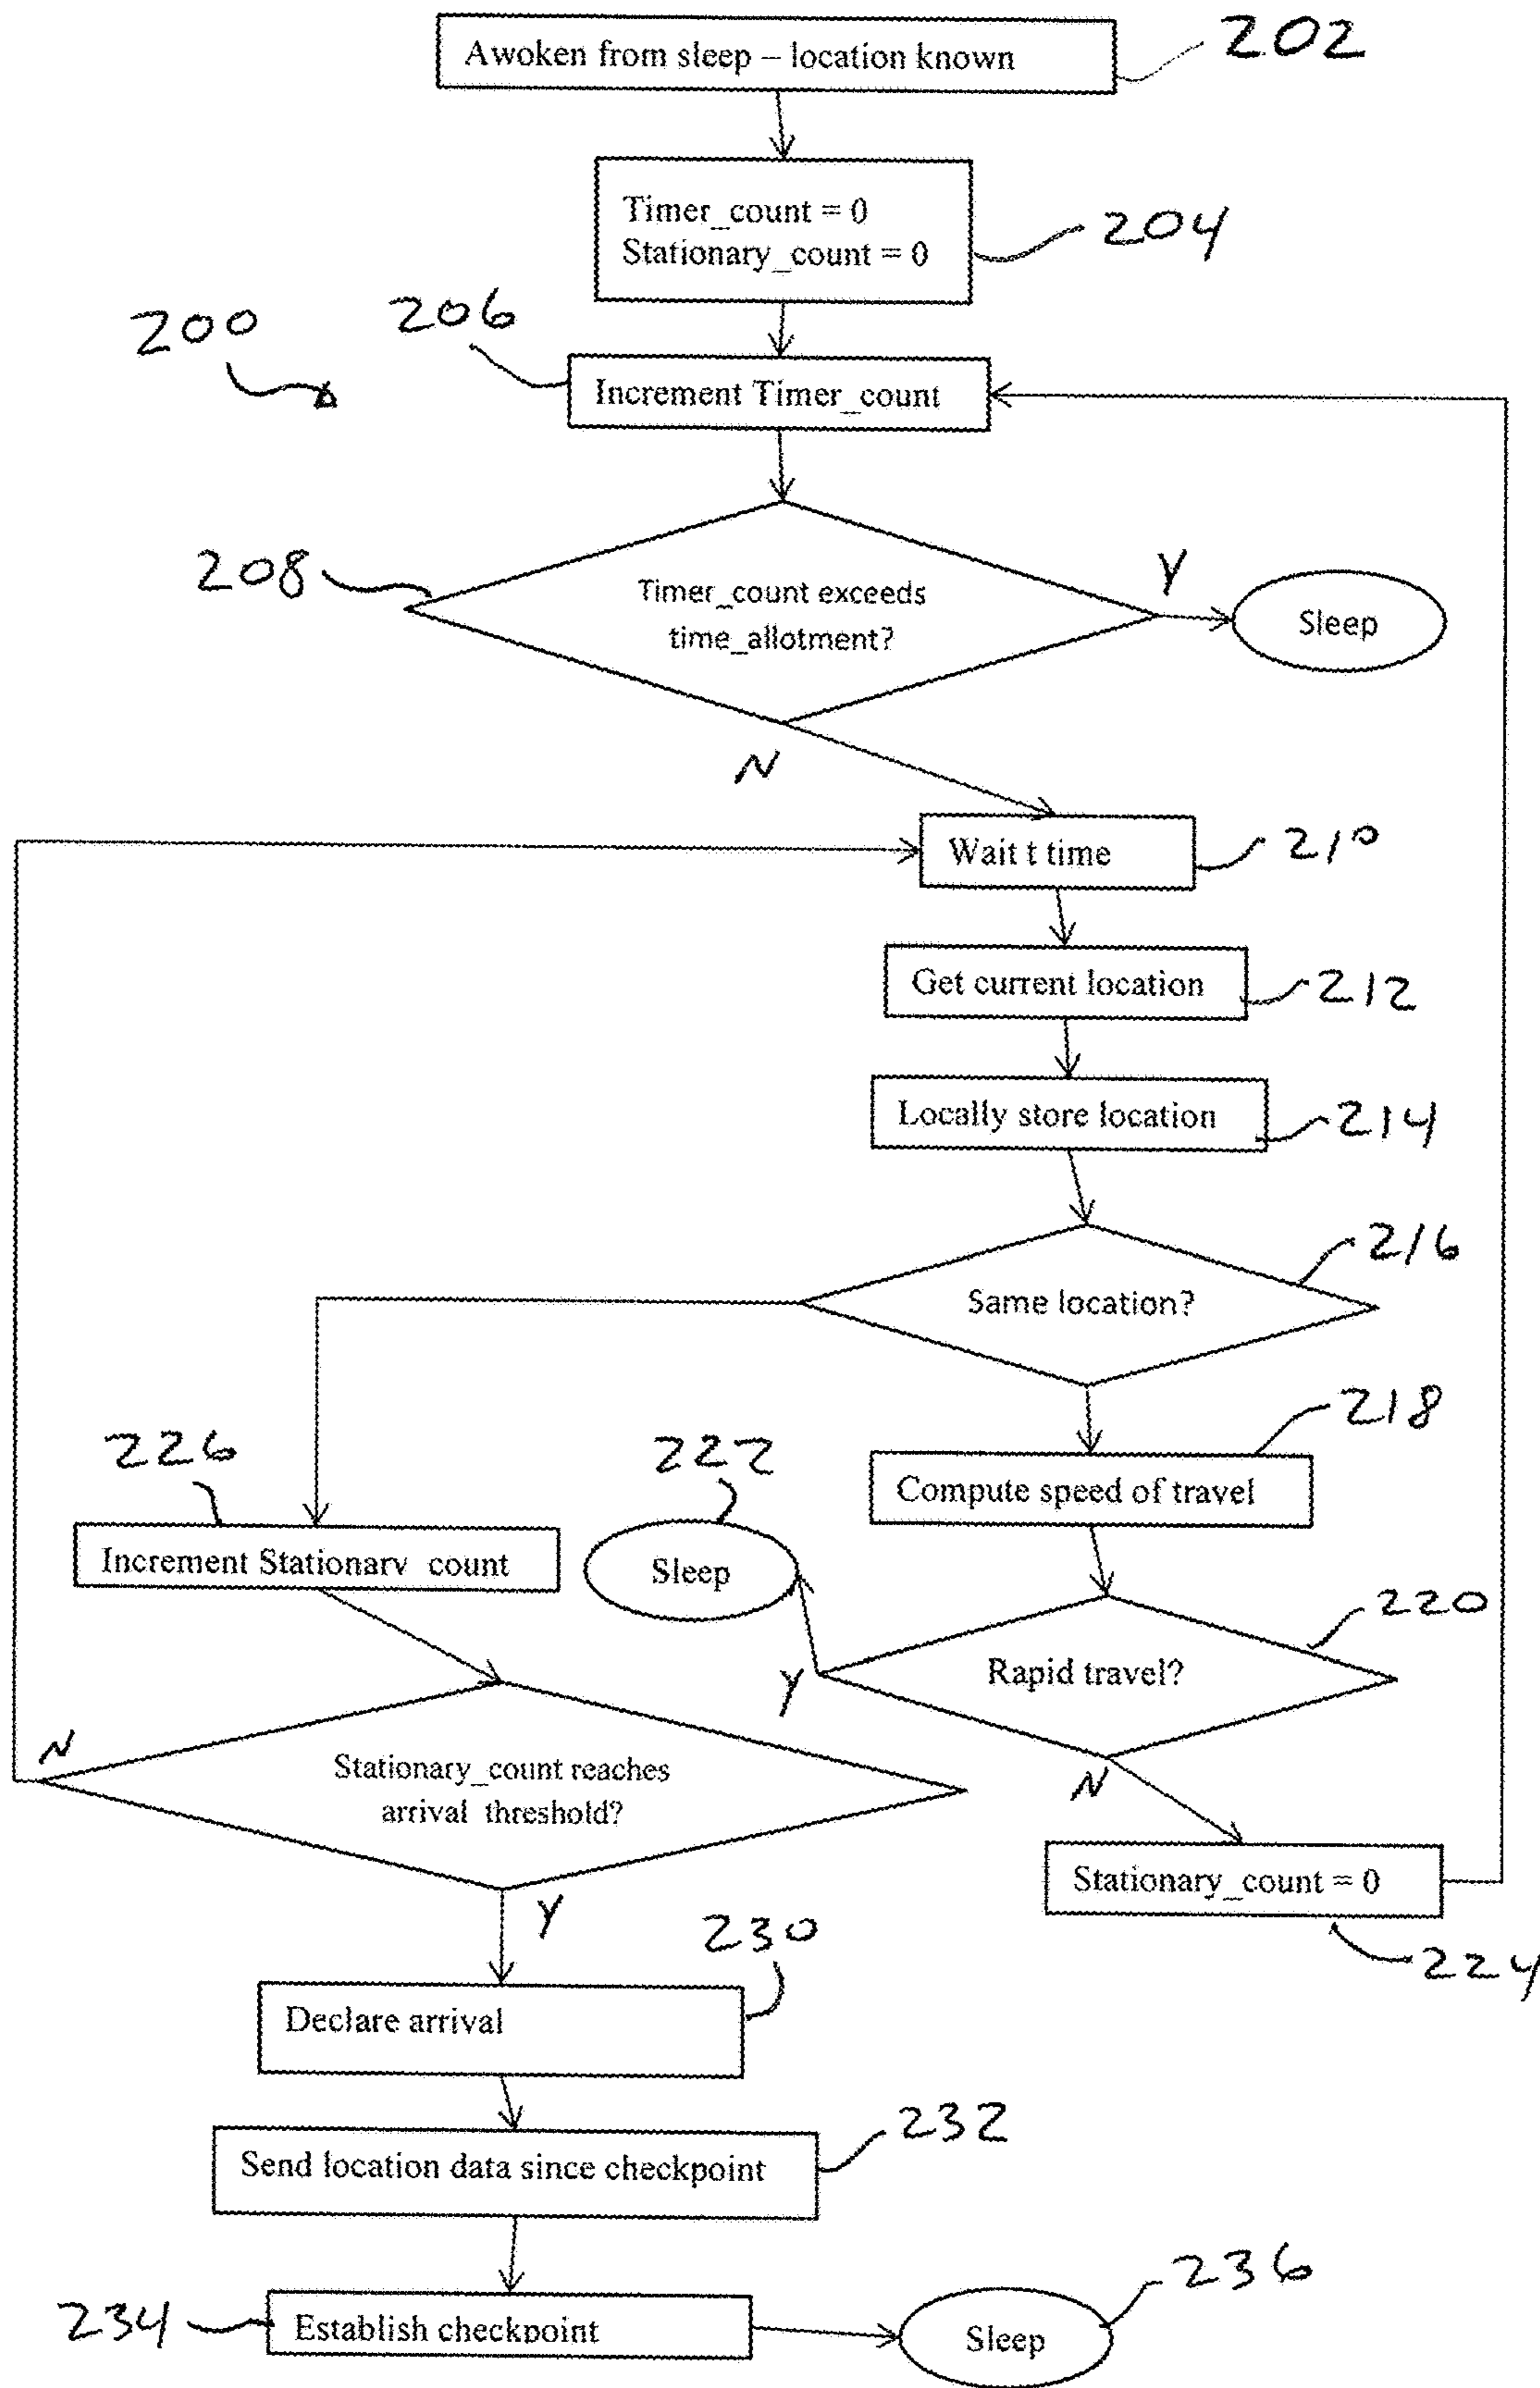 Awoken from sleep – location known
202
Timer_count = 0
Stationary_count = 0
204
200
206
Increment Timer_count
208
Timer_count exceeds
time_allotment?
Y
Sleep
N
Wait t time
210
Get current location
212
Locally store location
214
216
Same location?
218
226
222
Compute speed of travel
Increment Stationary_count
Sleep
220
Rapid travel?
Y
N
Stationary_count reaches
arrival_threshold?
N
Stationary_count = 0
Y
230
224
Declare arrival
232
Send location data since checkpoint
236
234
Establish checkpoint
Sleep